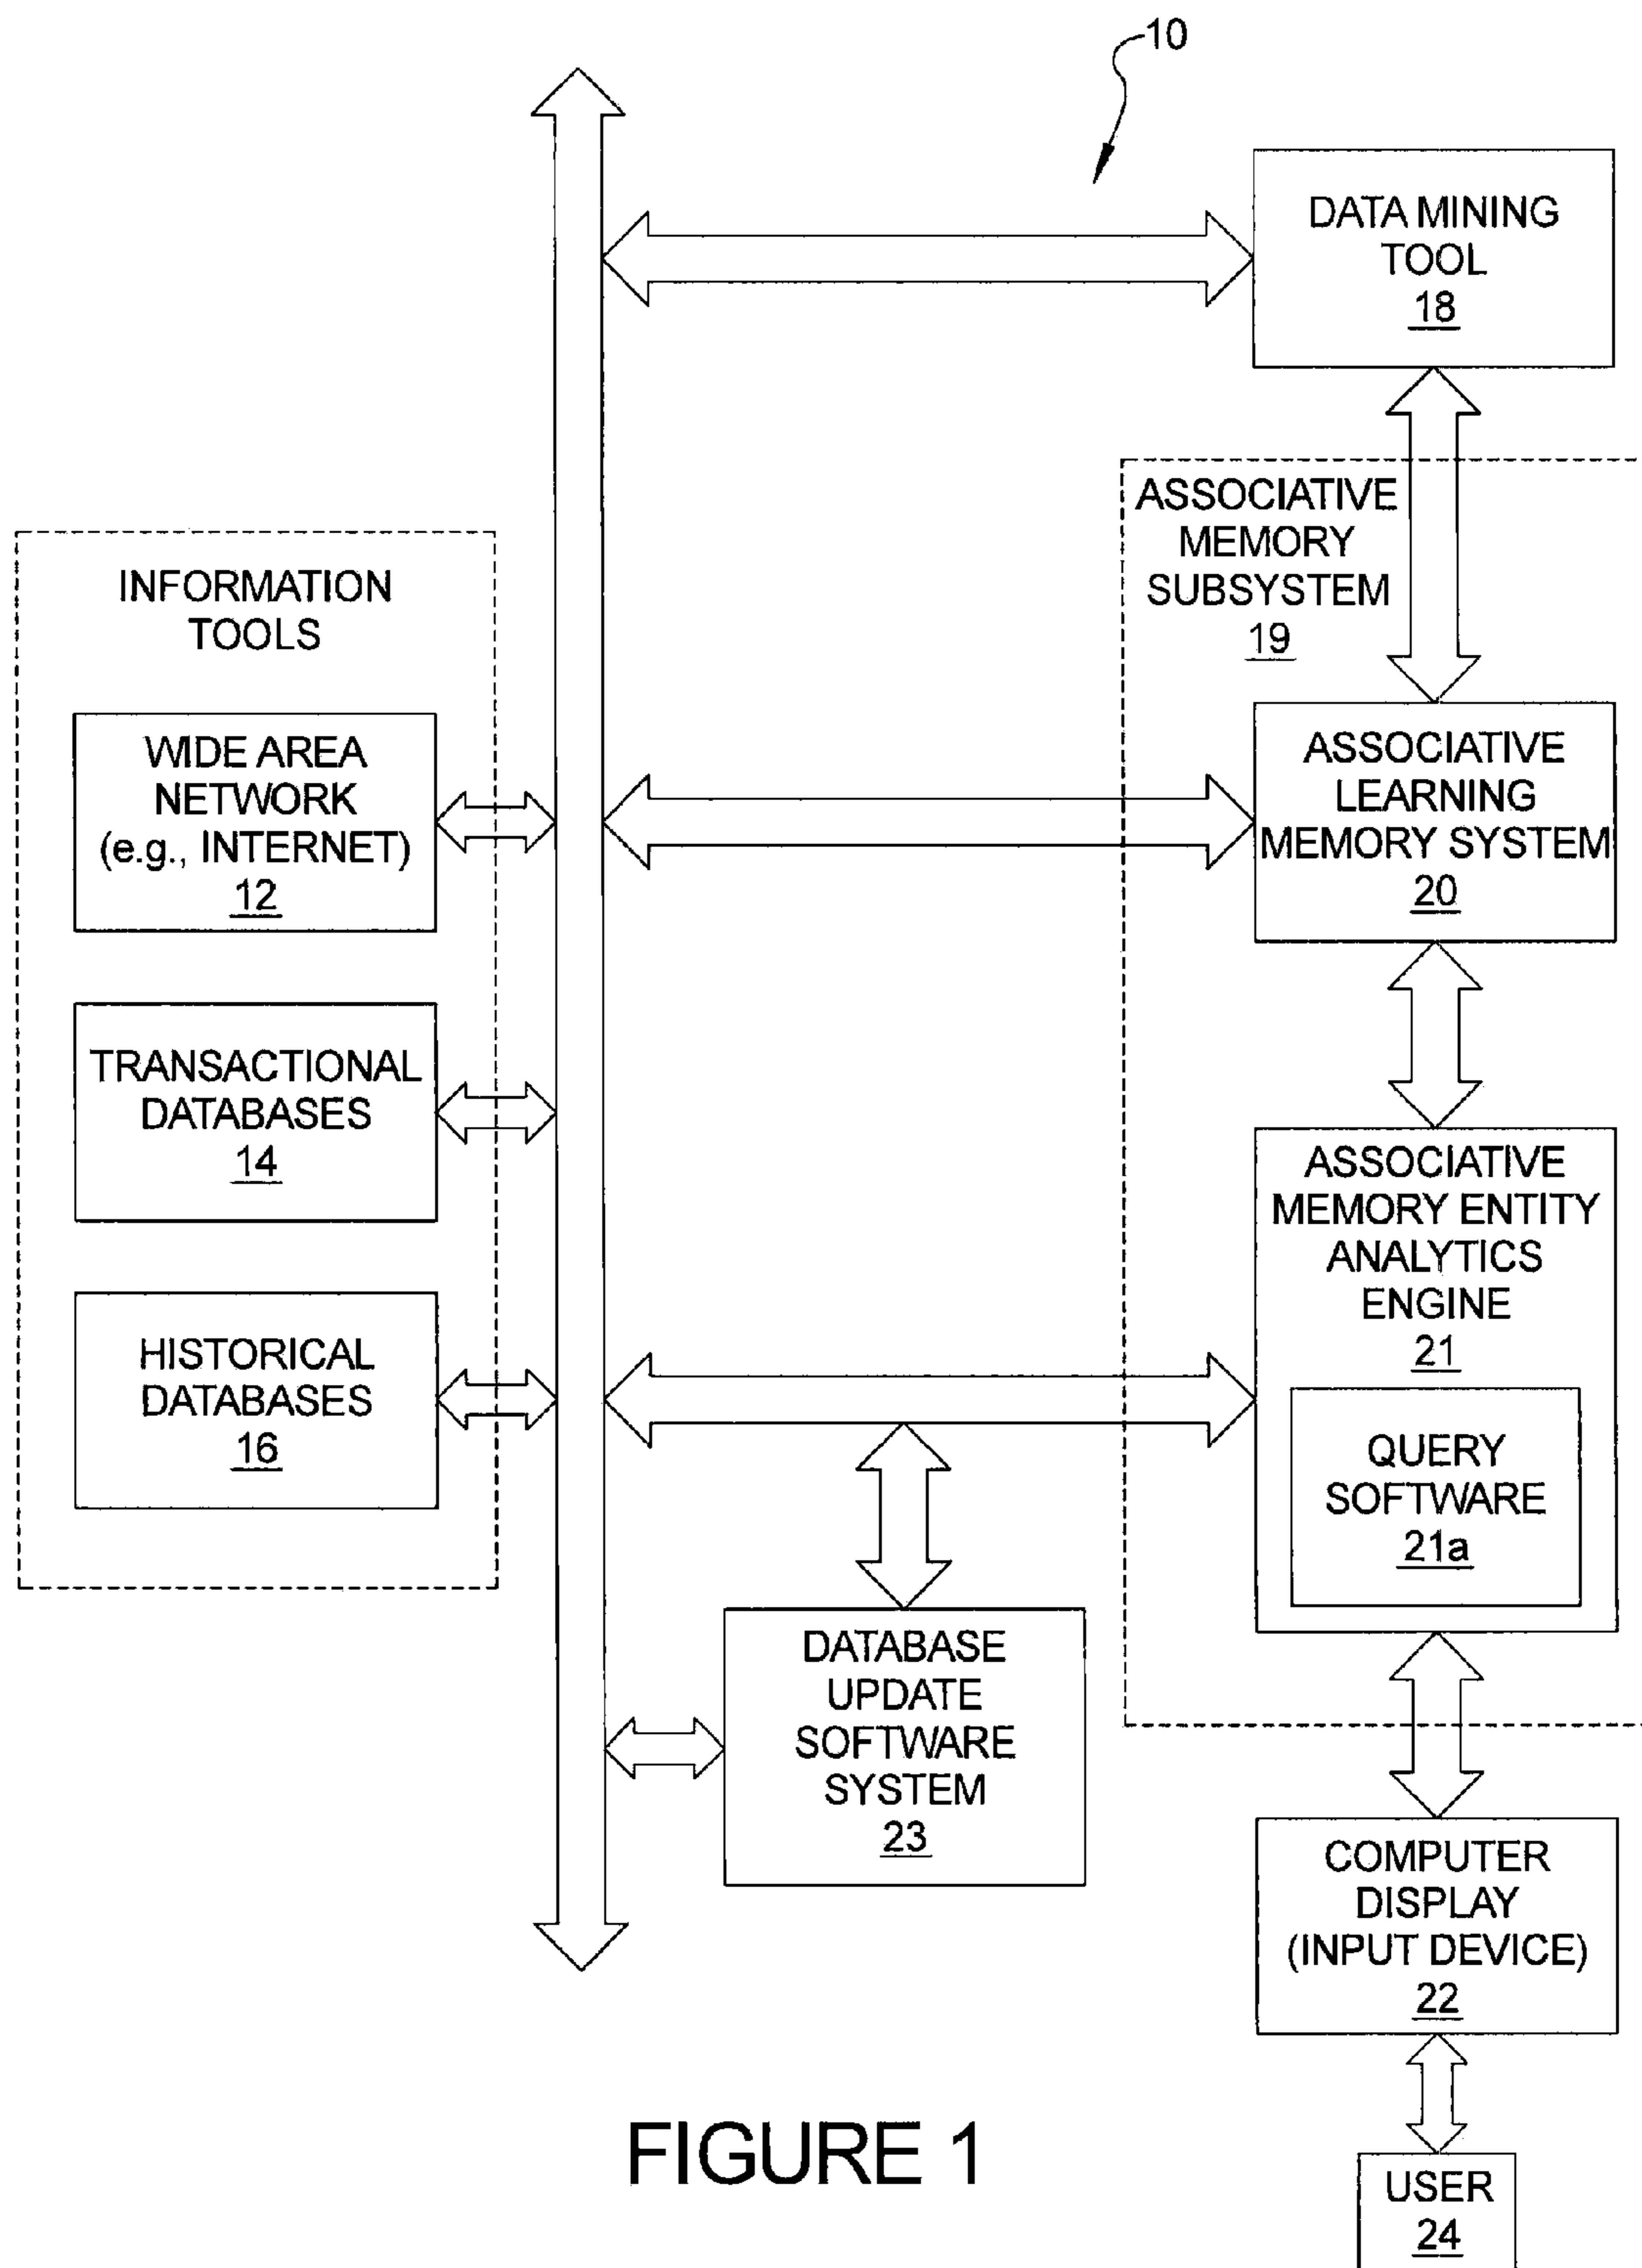 10
DATA MINING
TOOL
18
ASSOCIATIVE
MEMORY
SUBSYSTEM
19
INFORMATION
TOOLS
WIDE AREA
NETWORK
(e.g., INTERNET)
12
ASSOCIATIVE
LEARNING
MEMORY SYSTEM
20
TRANSACTIONAL
DATABASES
14
ASSOCIATIVE
MEMORY ENTITY
ANALYTICS
ENGINE
21
HISTORICAL
DATABASES
16
QUERY
SOFTWARE
21a
DATABASE
UPDATE
SOFTWARE
SYSTEM
23
COMPUTER
DISPLAY
(INPUT DEVICE)
22
FIGURE 1
USER
24